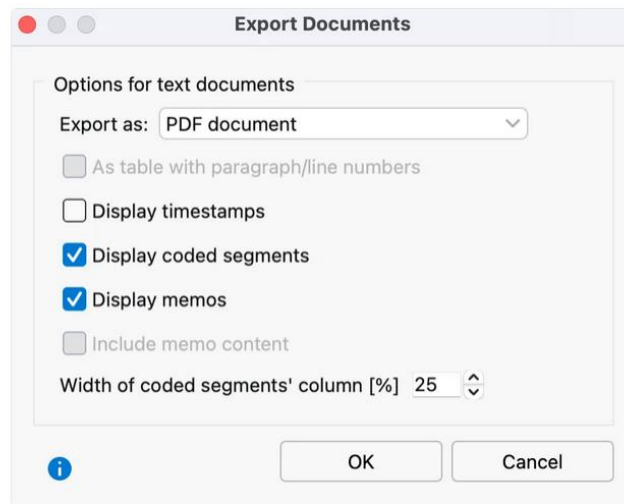 Export Documents
Options for text documents
Export as: PDF document
As table with paragraph/line numbers
Display timestamps
Display coded segments
Display memos
Include memo content
Width of coded segments' column [%] 25
OK Cancel